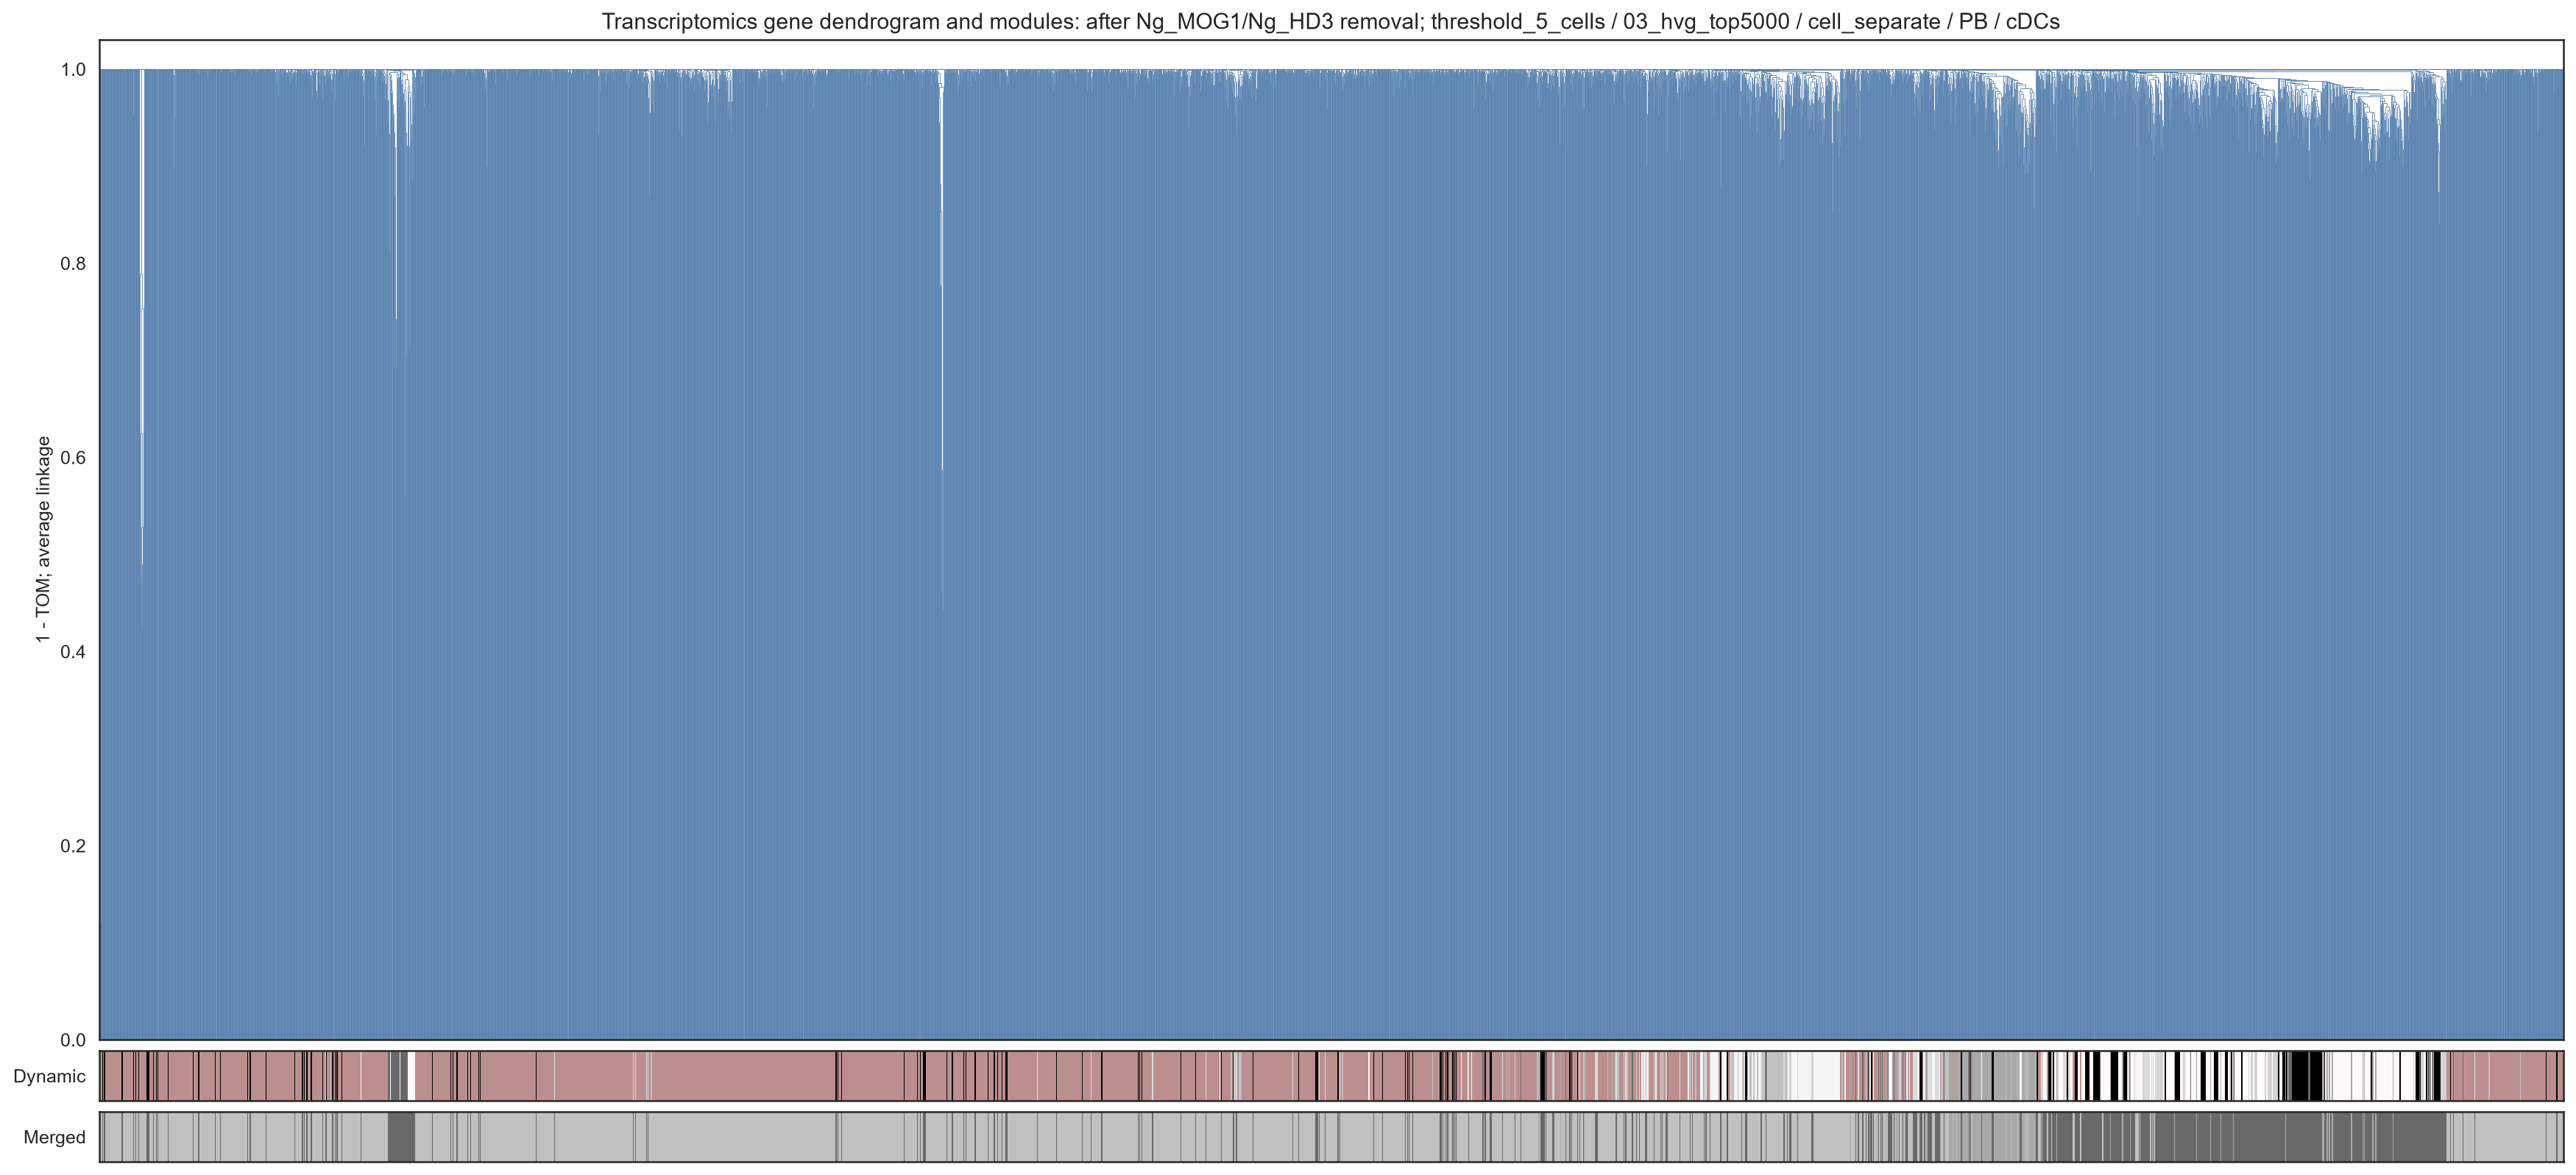 Transcriptomics gene dendrogram and modules: after Ng_MOG1/Ng_HD3 removal; threshold_5_cells / 03_hvg_top5000 / cell_separate / PB / cDCs
1.0
0.8
0.6
0.4
0.2
0.0
1 - TOM; average linkage
Dynamic
Merged